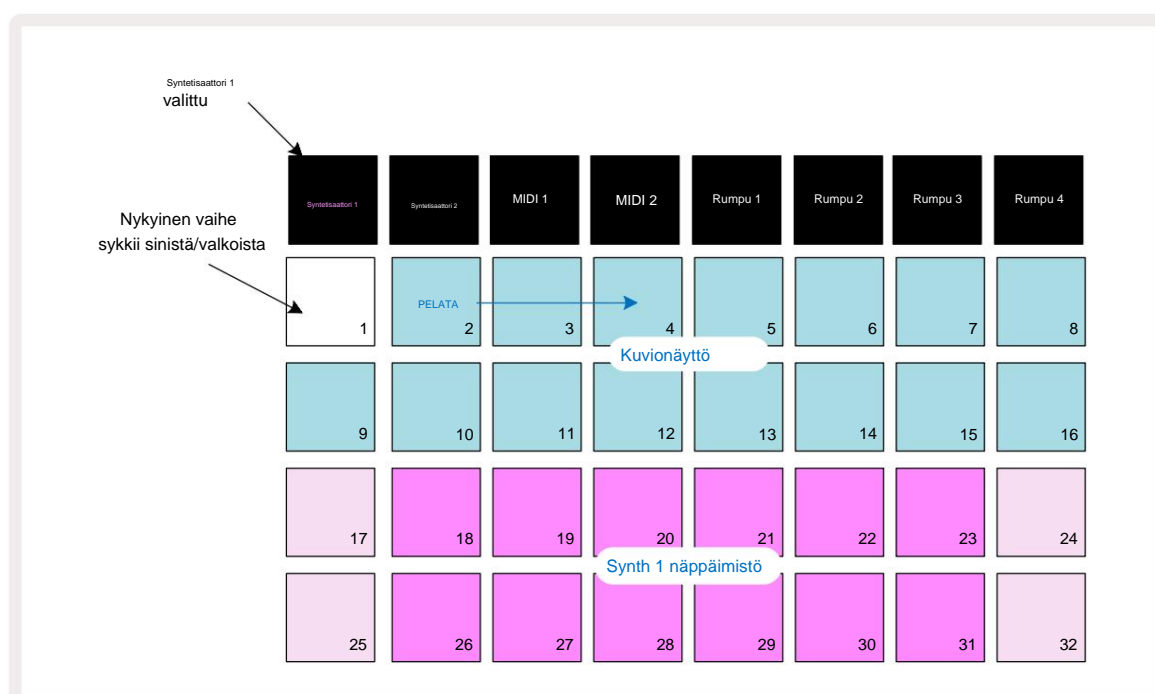 Syntetisaattori 1
valittu
Syntetisaattori 1 Syntetisaattori 2 MIDI 1 MIDI 2 Rumpu 1 Rumpu 2 Rumpu 3 Rumpu 4
Nykyinen vaihe
sykkii sinistä/valkoista
PELATA
1 2 3 4 5 6 7 8
Kuvionäyttö
9 10 11 12 13 14 15 16
17 18 19 20 21 22 23 24
Synth 1 näppäimistö
25 26 27 28 29 30 31 32